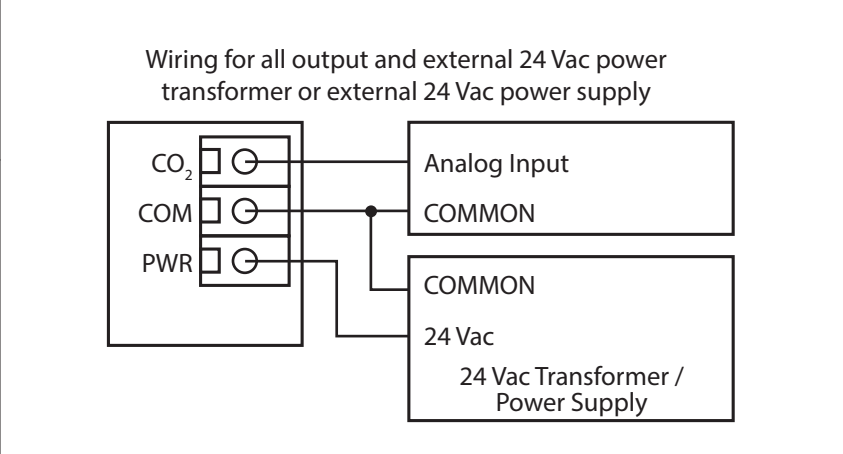 Wiring for all output and external 24 Vac power
transformer or external 24 Vac power supply
CO₂
COM
PWR
Analog Input
COMMON
COMMON
24 Vac
24 Vac Transformer /
Power Supply